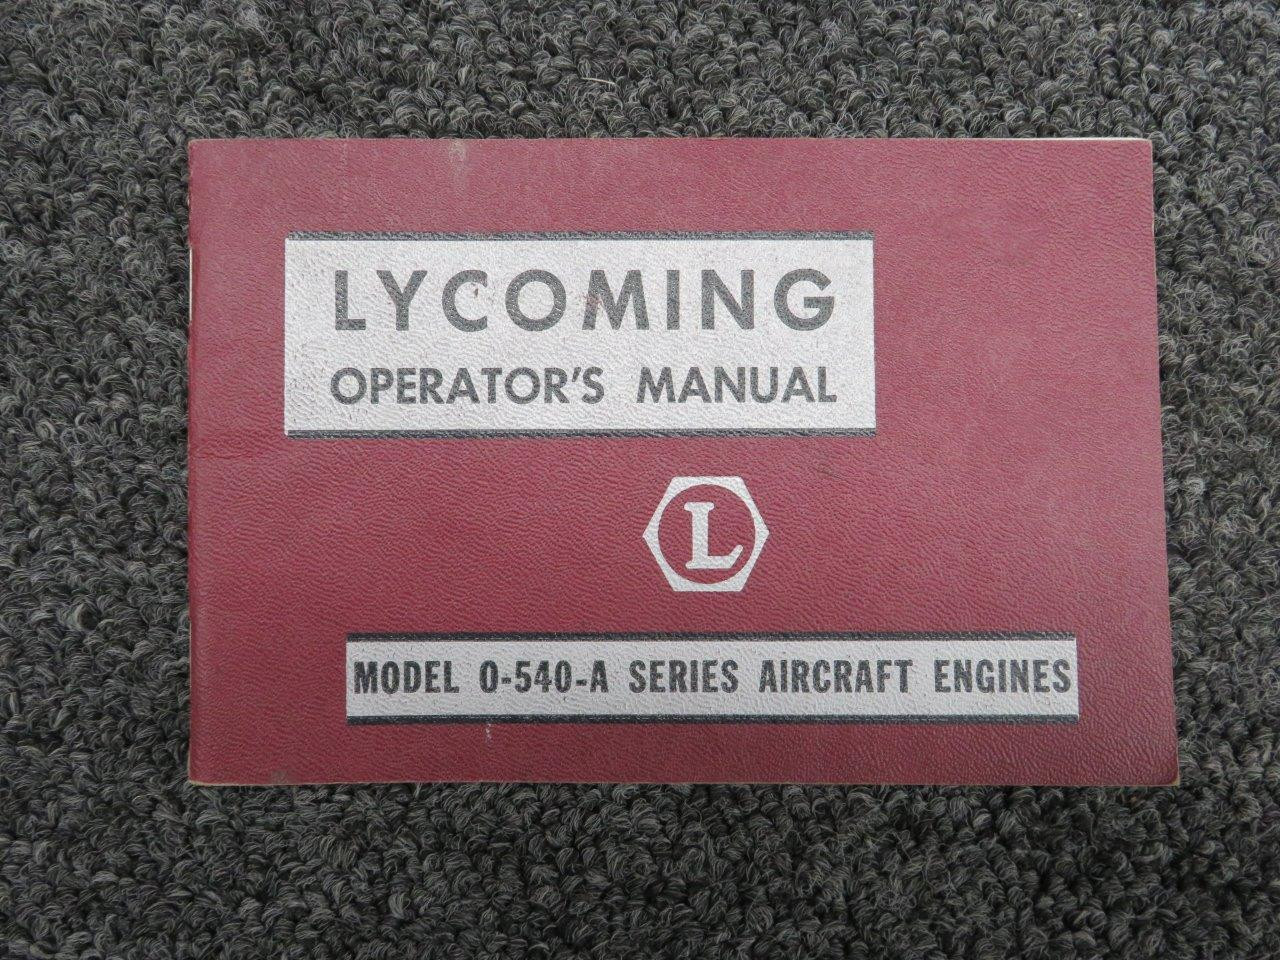 LYCOMING
OPERATOR'S MANUAL
L
MODEL O-540-A SERIES AIRCRAFT ENGINES